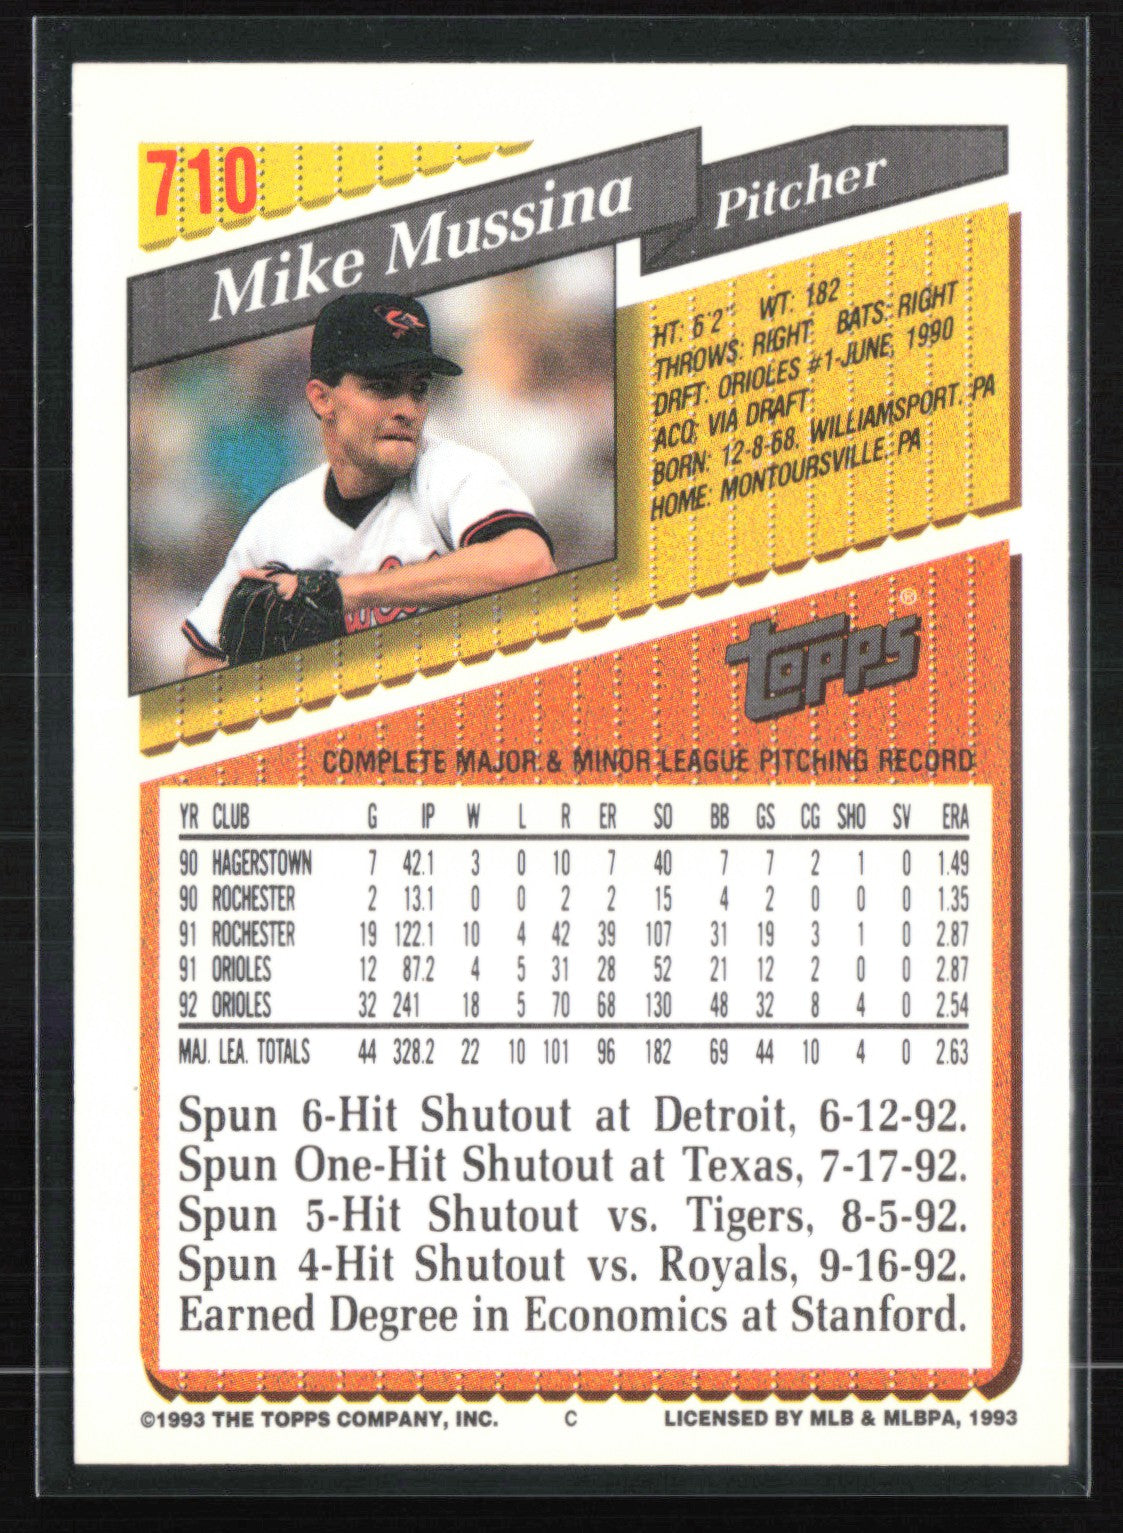 710
Mike Mussina
Pitcher
HT: 6'2" WT: 182
THROWS: RIGHT BATS: RIGHT
DRFT: ORIOLES #1-JUNE, 1990
ACQ: VIA DRAFT
BORN: 12-8-68, WILLIAMSPORT, PA
HOME: MONTOURSVILLE, PA
topps®
COMPLETE MAJOR & MINOR LEAGUE PITCHING RECORD
YR CLUB G IP W L R ER SO BB GS CG SHO SV ERA
90 HAGERSTOWN 7 42.1 3 0 10 7 40 7 7 2 1 0 1.49
90 ROCHESTER 2 13.1 0 0 2 2 15 4 2 0 0 0 1.35
91 ROCHESTER 19 122.1 10 4 42 39 107 31 19 3 1 0 2.87
91 ORIOLES 12 87.2 4 5 31 28 52 21 12 2 0 0 2.87
92 ORIOLES 32 241 18 5 70 68 130 48 32 8 4 0 2.54
MAJ. LEA. TOTALS 44 328.2 22 10 101 96 182 69 44 10 4 0 2.63
Spun 6-Hit Shutout at Detroit, 6-12-92.
Spun One-Hit Shutout at Texas, 7-17-92.
Spun 5-Hit Shutout vs. Tigers, 8-5-92.
Spun 4-Hit Shutout vs. Royals, 9-16-92.
Earned Degree in Economics at Stanford.
©1993 THE TOPPS COMPANY, INC. C LICENSED BY MLB & MLBPA, 1993